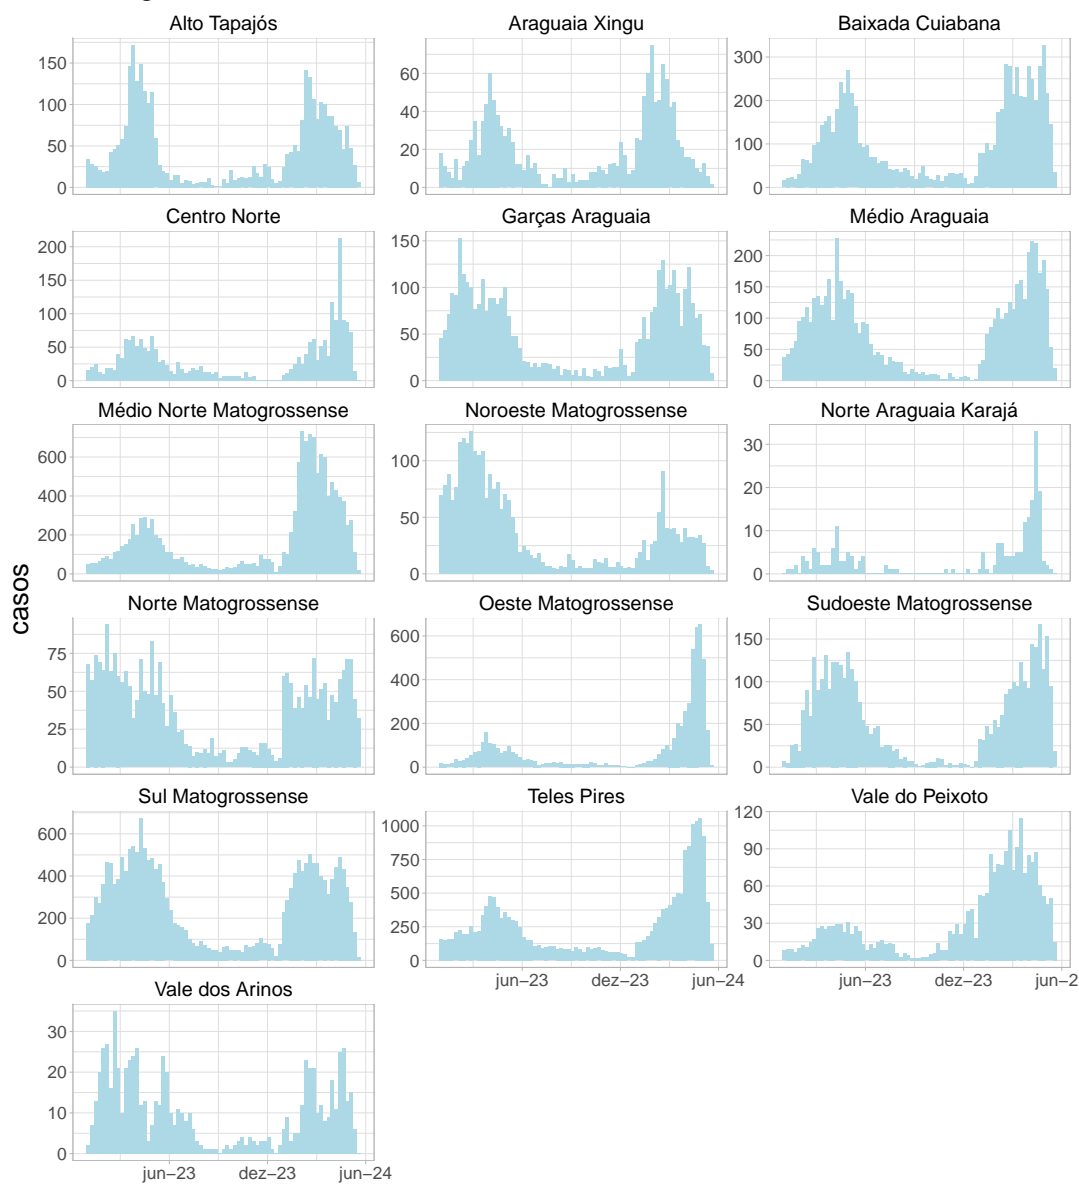 Alto Tapajós
Araguaia Xingu
Baixada Cuiabana
150
100
50
0
60
40
20
0
300
200
100
0
Centro Norte
Garças Araguaia
Médio Araguaia
200
150
100
50
0
150
100
50
0
200
150
100
50
0
Médio Norte Matogrossense
Noroeste Matogrossense
Norte Araguaia Karajá
600
400
200
0
100
50
0
30
20
10
0
casos
Norte Matogrossense
Oeste Matogrossense
Sudoeste Matogrossense
75
50
25
0
600
400
200
0
150
100
50
0
Sul Matogrossense
Teles Pires
Vale do Peixoto
600
400
200
0
1000
750
500
250
0
120
90
60
30
0
jun−23
dez−23
jun−24
jun−23
dez−23
jun−2
Vale dos Arinos
30
20
10
0
jun−23
dez−23
jun−24